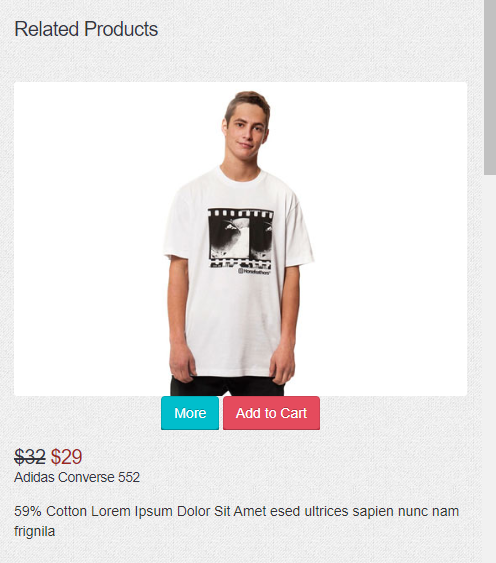 Related Products
Horsefeathers
More
Add to Cart
$32 $29
Adidas Converse 552
59% Cotton Lorem Ipsum Dolor Sit Amet esed ultrices sapien nunc nam
frignila